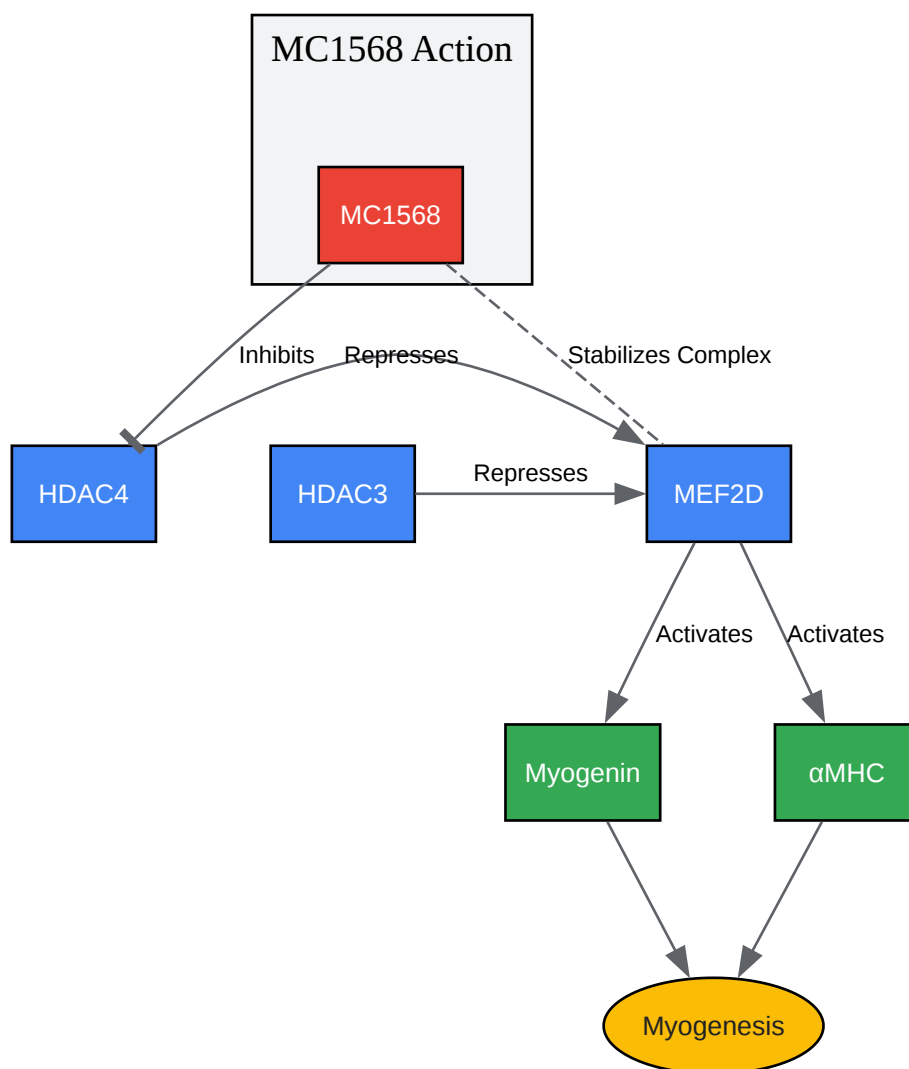 MC1568 Action
MC1568
Inhibits
Represses
Stabilizes Complex
HDAC4
HDAC3
Represses
MEF2D
Activates
Activates
Myogenin
αMHC
Myogenesis